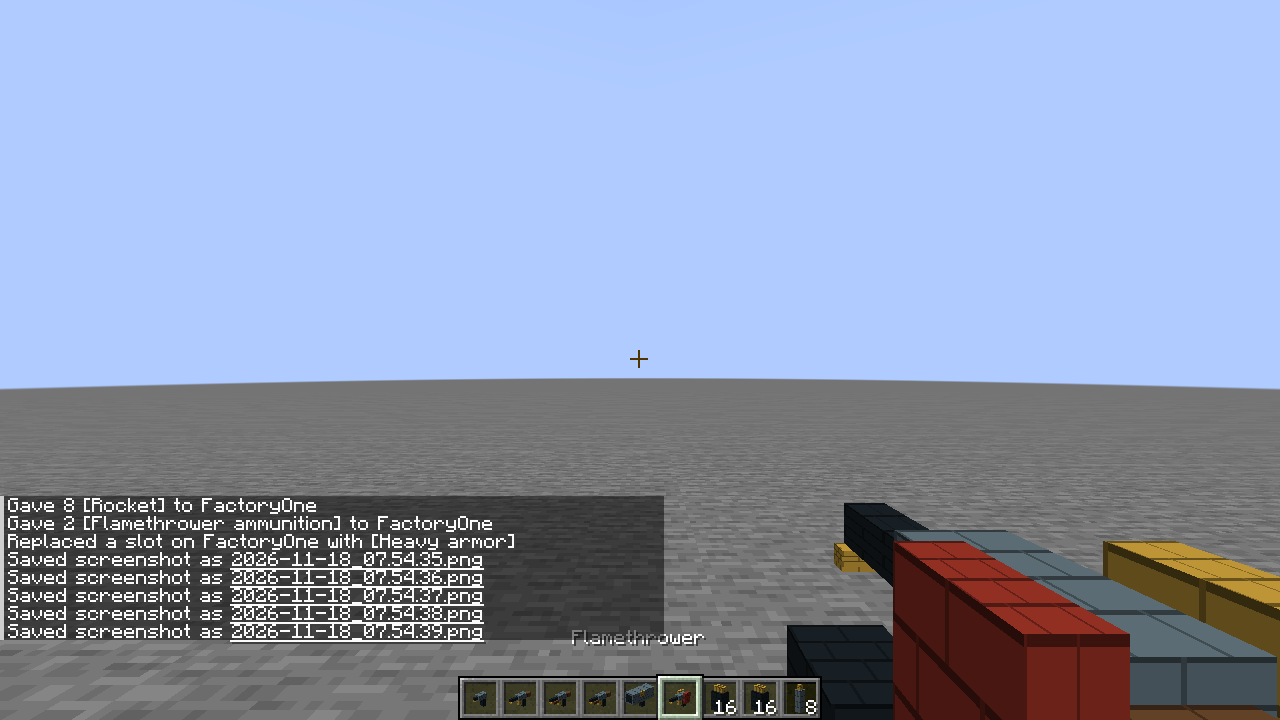 Gave 8 [Rocket] to FactoryOne
Gave 2 [Flamethrower ammunition] to FactoryOne
Replaced a slot on FactoryOne with [Heavy armor]
Saved screenshot as 2026-11-18_07.54.35.png
Saved screenshot as 2026-11-18_07.54.36.png
Saved screenshot as 2026-11-18_07.54.37.png
Saved screenshot as 2026-11-18_07.54.38.png
Saved screenshot as 2026-11-18_07.54.39.png
Flamethrower
16 16 8